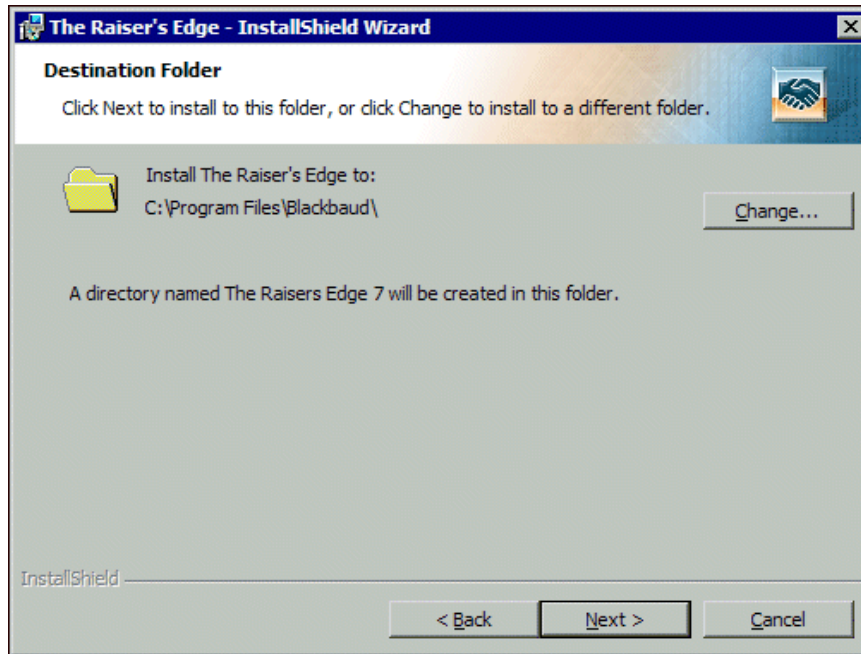 The Raiser's Edge - InstallShield Wizard
Destination Folder
Click Next to install to this folder, or click Change to install to a different folder.
Install The Raiser's Edge to:
C:\Program Files\Blackbaud\
Change...
A directory named The Raisers Edge 7 will be created in this folder.
InstallShield
< Back
Next >
Cancel